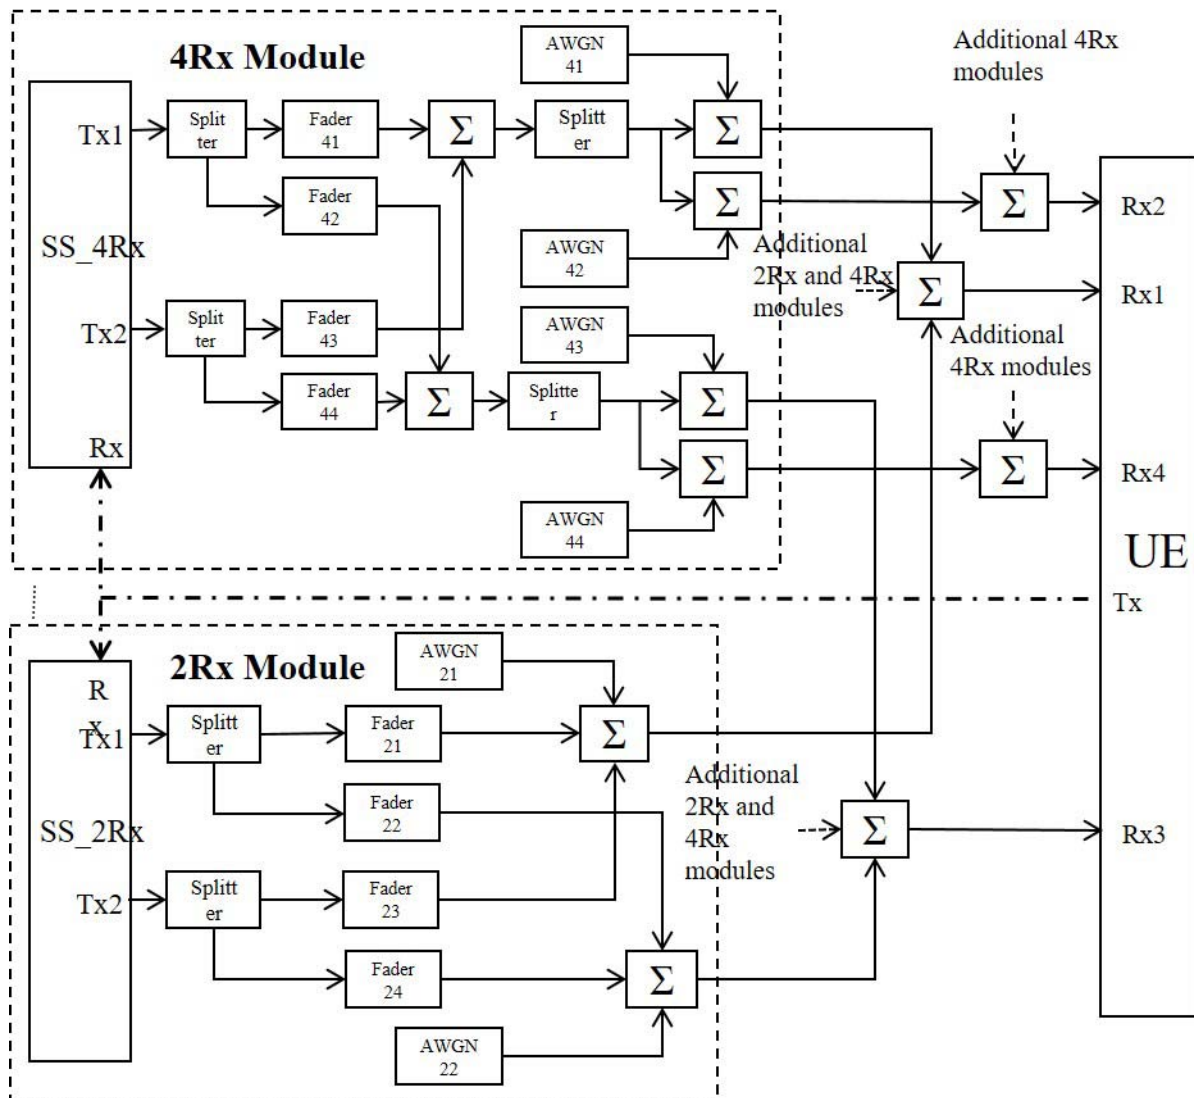 4Rx Module
AWGN
41
Additional 4Rx
modules
Tx1
Split
ter
Fader
41
Σ
Splitt
er
Σ
Fader
42
Σ
Σ
Rx2
SS_4Rx
AWGN
42
Additional
2Rx and 4Rx
modules
Σ
Rx1
Tx2
Split
ter
Fader
43
AWGN
43
Additional
4Rx modules
Fader
44
Σ
Splitte
r
Σ
Rx
Σ
Σ
Rx4
AWGN
44
UE
Tx
2Rx Module
AWGN
21
R
x
Tx1
Splitt
er
Fader
21
Σ
Fader
22
Additional
2Rx and
4Rx
modules
SS_2Rx
Σ
Rx3
Tx2
Splitt
er
Fader
23
Fader
24
Σ
AWGN
22